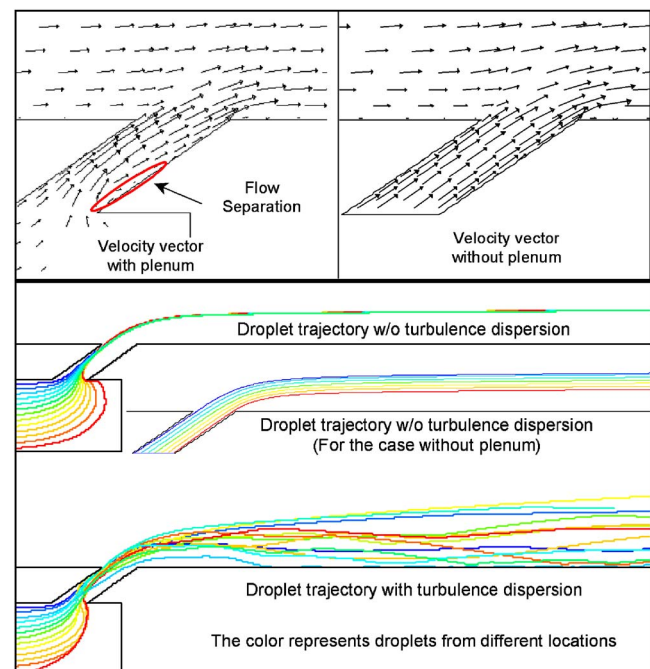 Flow
Separation
Velocity vector
with plenum
Velocity vector
without plenum
Droplet trajectory w/o turbulence dispersion
Droplet trajectory w/o turbulence dispersion
(For the case without plenum)
Droplet trajectory with turbulence dispersion
The color represents droplets from different locations